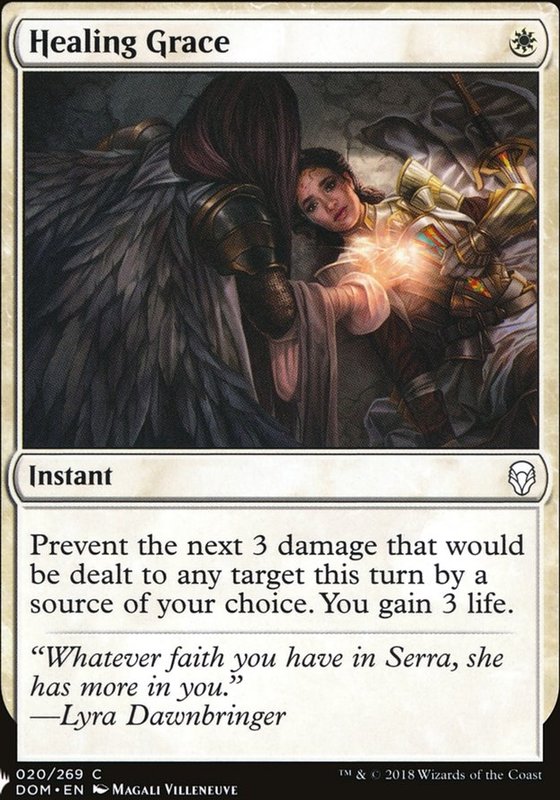 Healing Grace
Instant
Prevent the next 3 damage that would
be dealt to any target this turn by a
source of your choice. You gain 3 life.
“Whatever faith you have in Serra, she
has more in you.”
—Lyra Dawnbringer
020/269 C
DOM • EN Magali Villeneuve
™ & © 2018 Wizards of the Coast